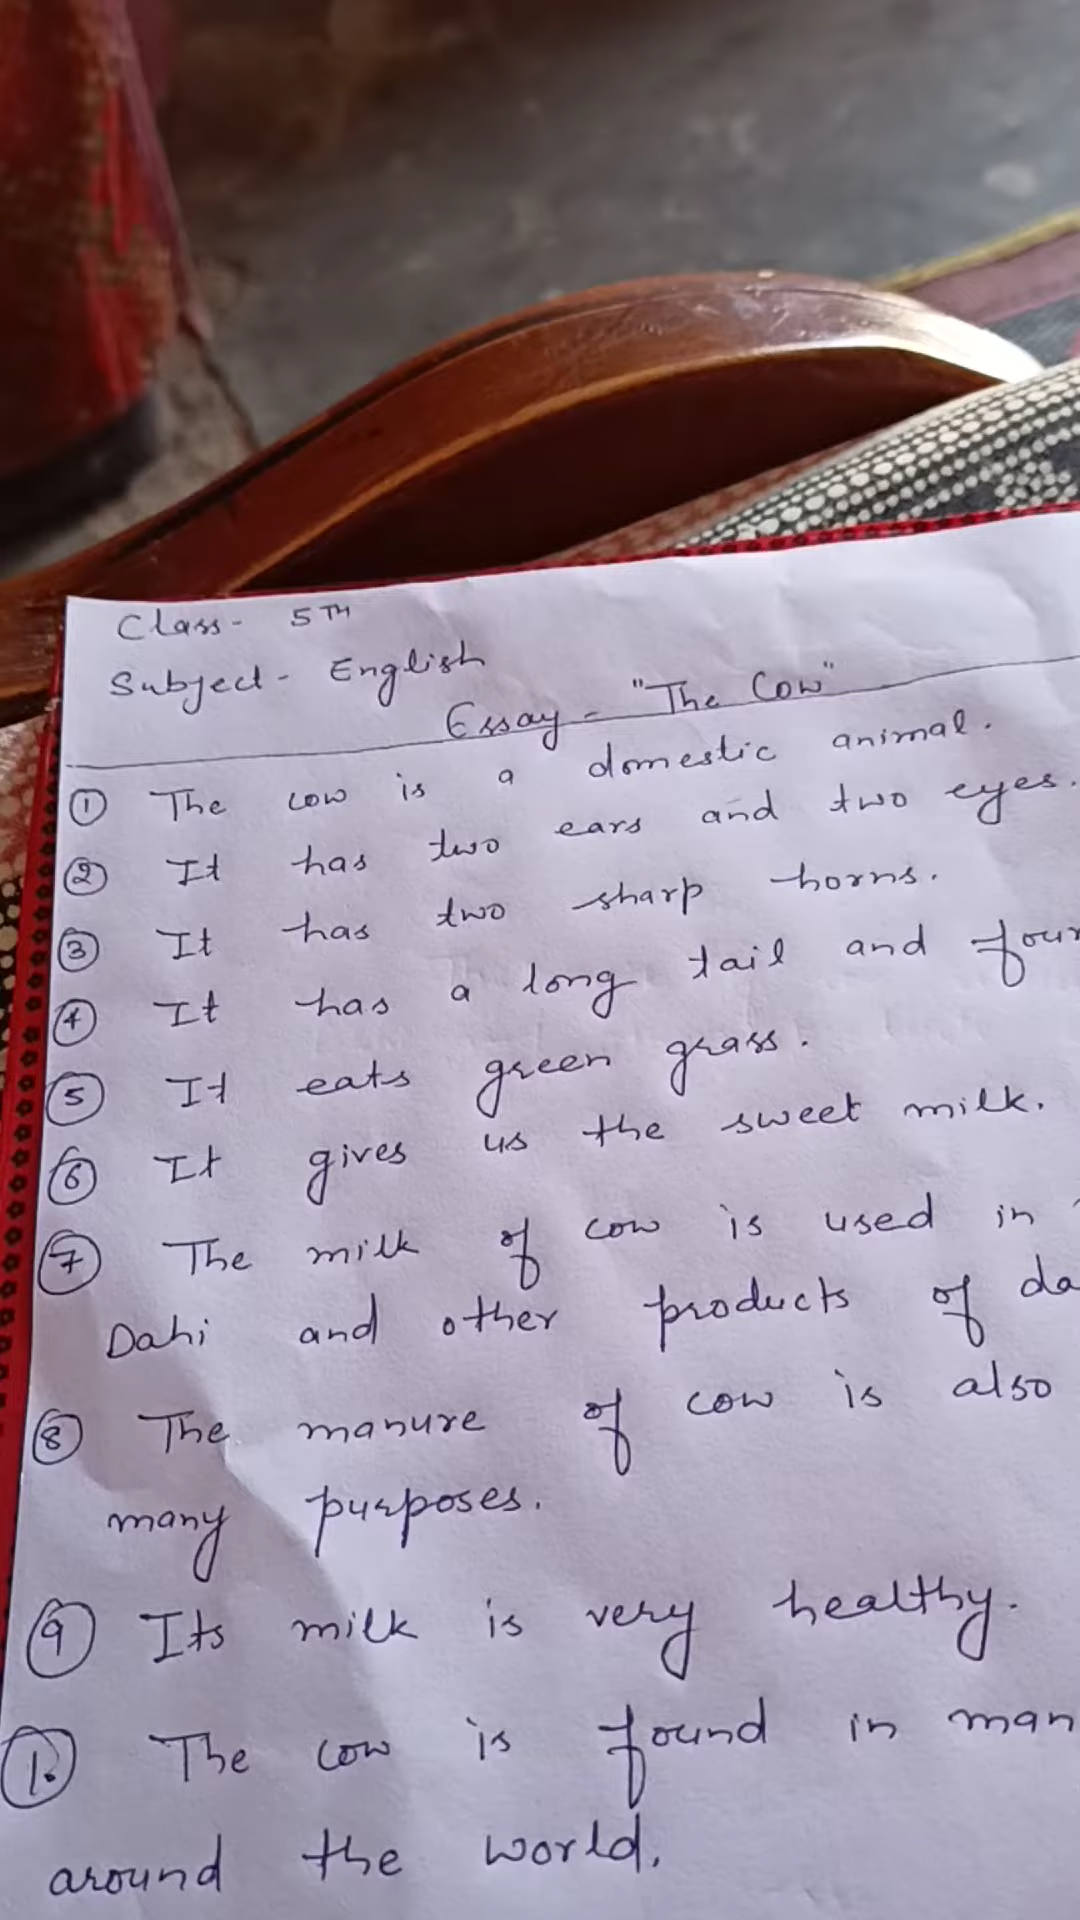 Class- 5TH
Subject- English
Essay - "The Cow"
① The cow is a domestic animal.
② It has two ears and two eyes.
③ It has two sharp horns.
④ It has a long tail and four
⑤ It eats green grass.
⑥ It gives us the sweet milk.
⑦ The milk of cow is used in
Dahi and other products of
⑧ The manure of cow is also
many purposes.
⑨ Its milk is very healthy.
⑩ The cow is found in
around the world.